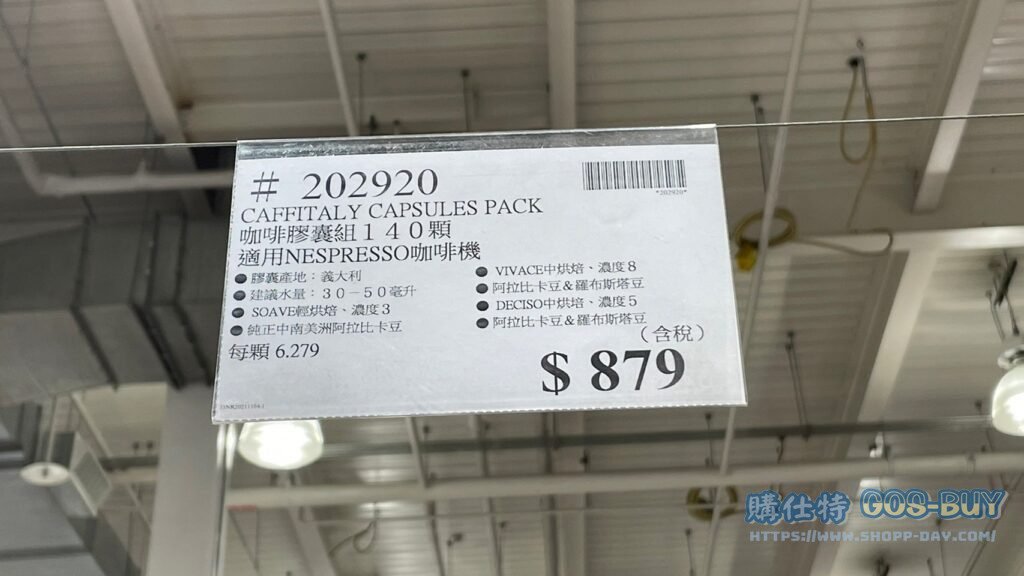 # 202920
*202920*
CAFFITALY CAPSULES PACK
咖啡膠囊組140顆
適用NESPRESSO咖啡機
●膠囊產地：義大利
●建議水量：30－50毫升
●SOAVE輕烘焙、濃度3
●純正中南美洲阿拉比卡豆
●VIVACE中烘焙、濃度8
●阿拉比卡豆＆羅布斯塔豆
●DECISO中烘焙、濃度5
●阿拉比卡豆＆羅布斯塔豆
每顆 6.279
（含稅）
$ 879
購仕特 GOS-BUY
HTTPS://WWW.SHOPP-DAY.COM/